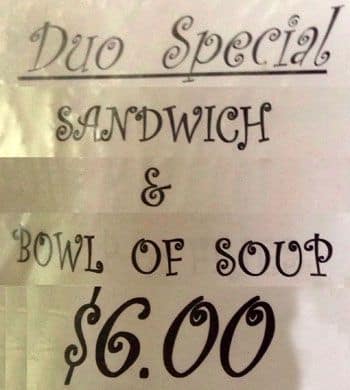 Duo Special
SANDWICH
&
BOWL OF SOUP
$6.00